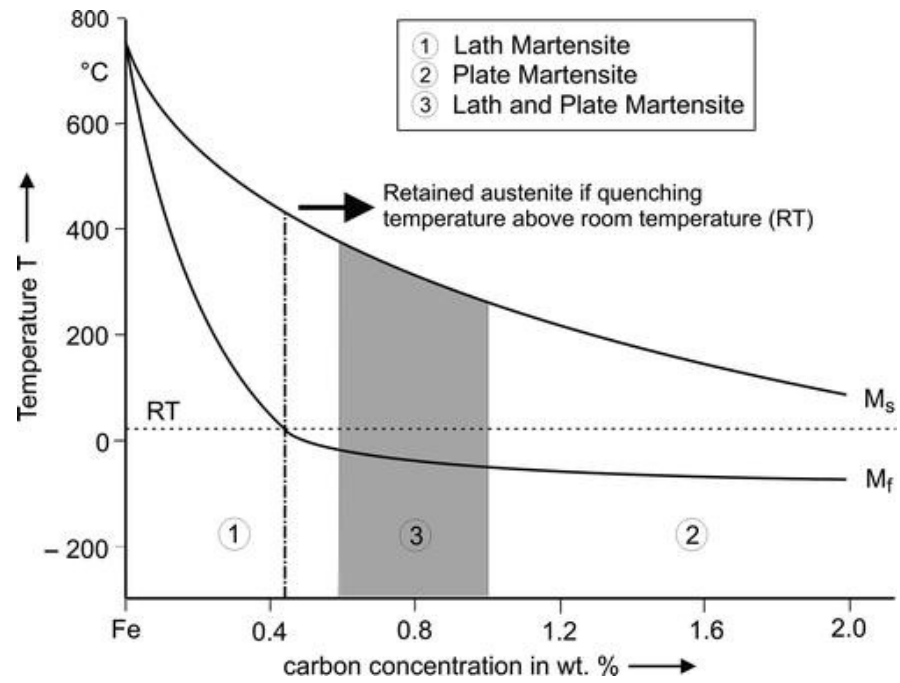 800
°C
600
400
200
0
– 200
Temperature T
① Lath Martensite
② Plate Martensite
③ Lath and Plate Martensite
Retained austenite if quenching
temperature above room temperature (RT)
RT
Ms
Mf
①
③
②
Fe
0.4
0.8
1.2
1.6
2.0
carbon concentration in wt. %